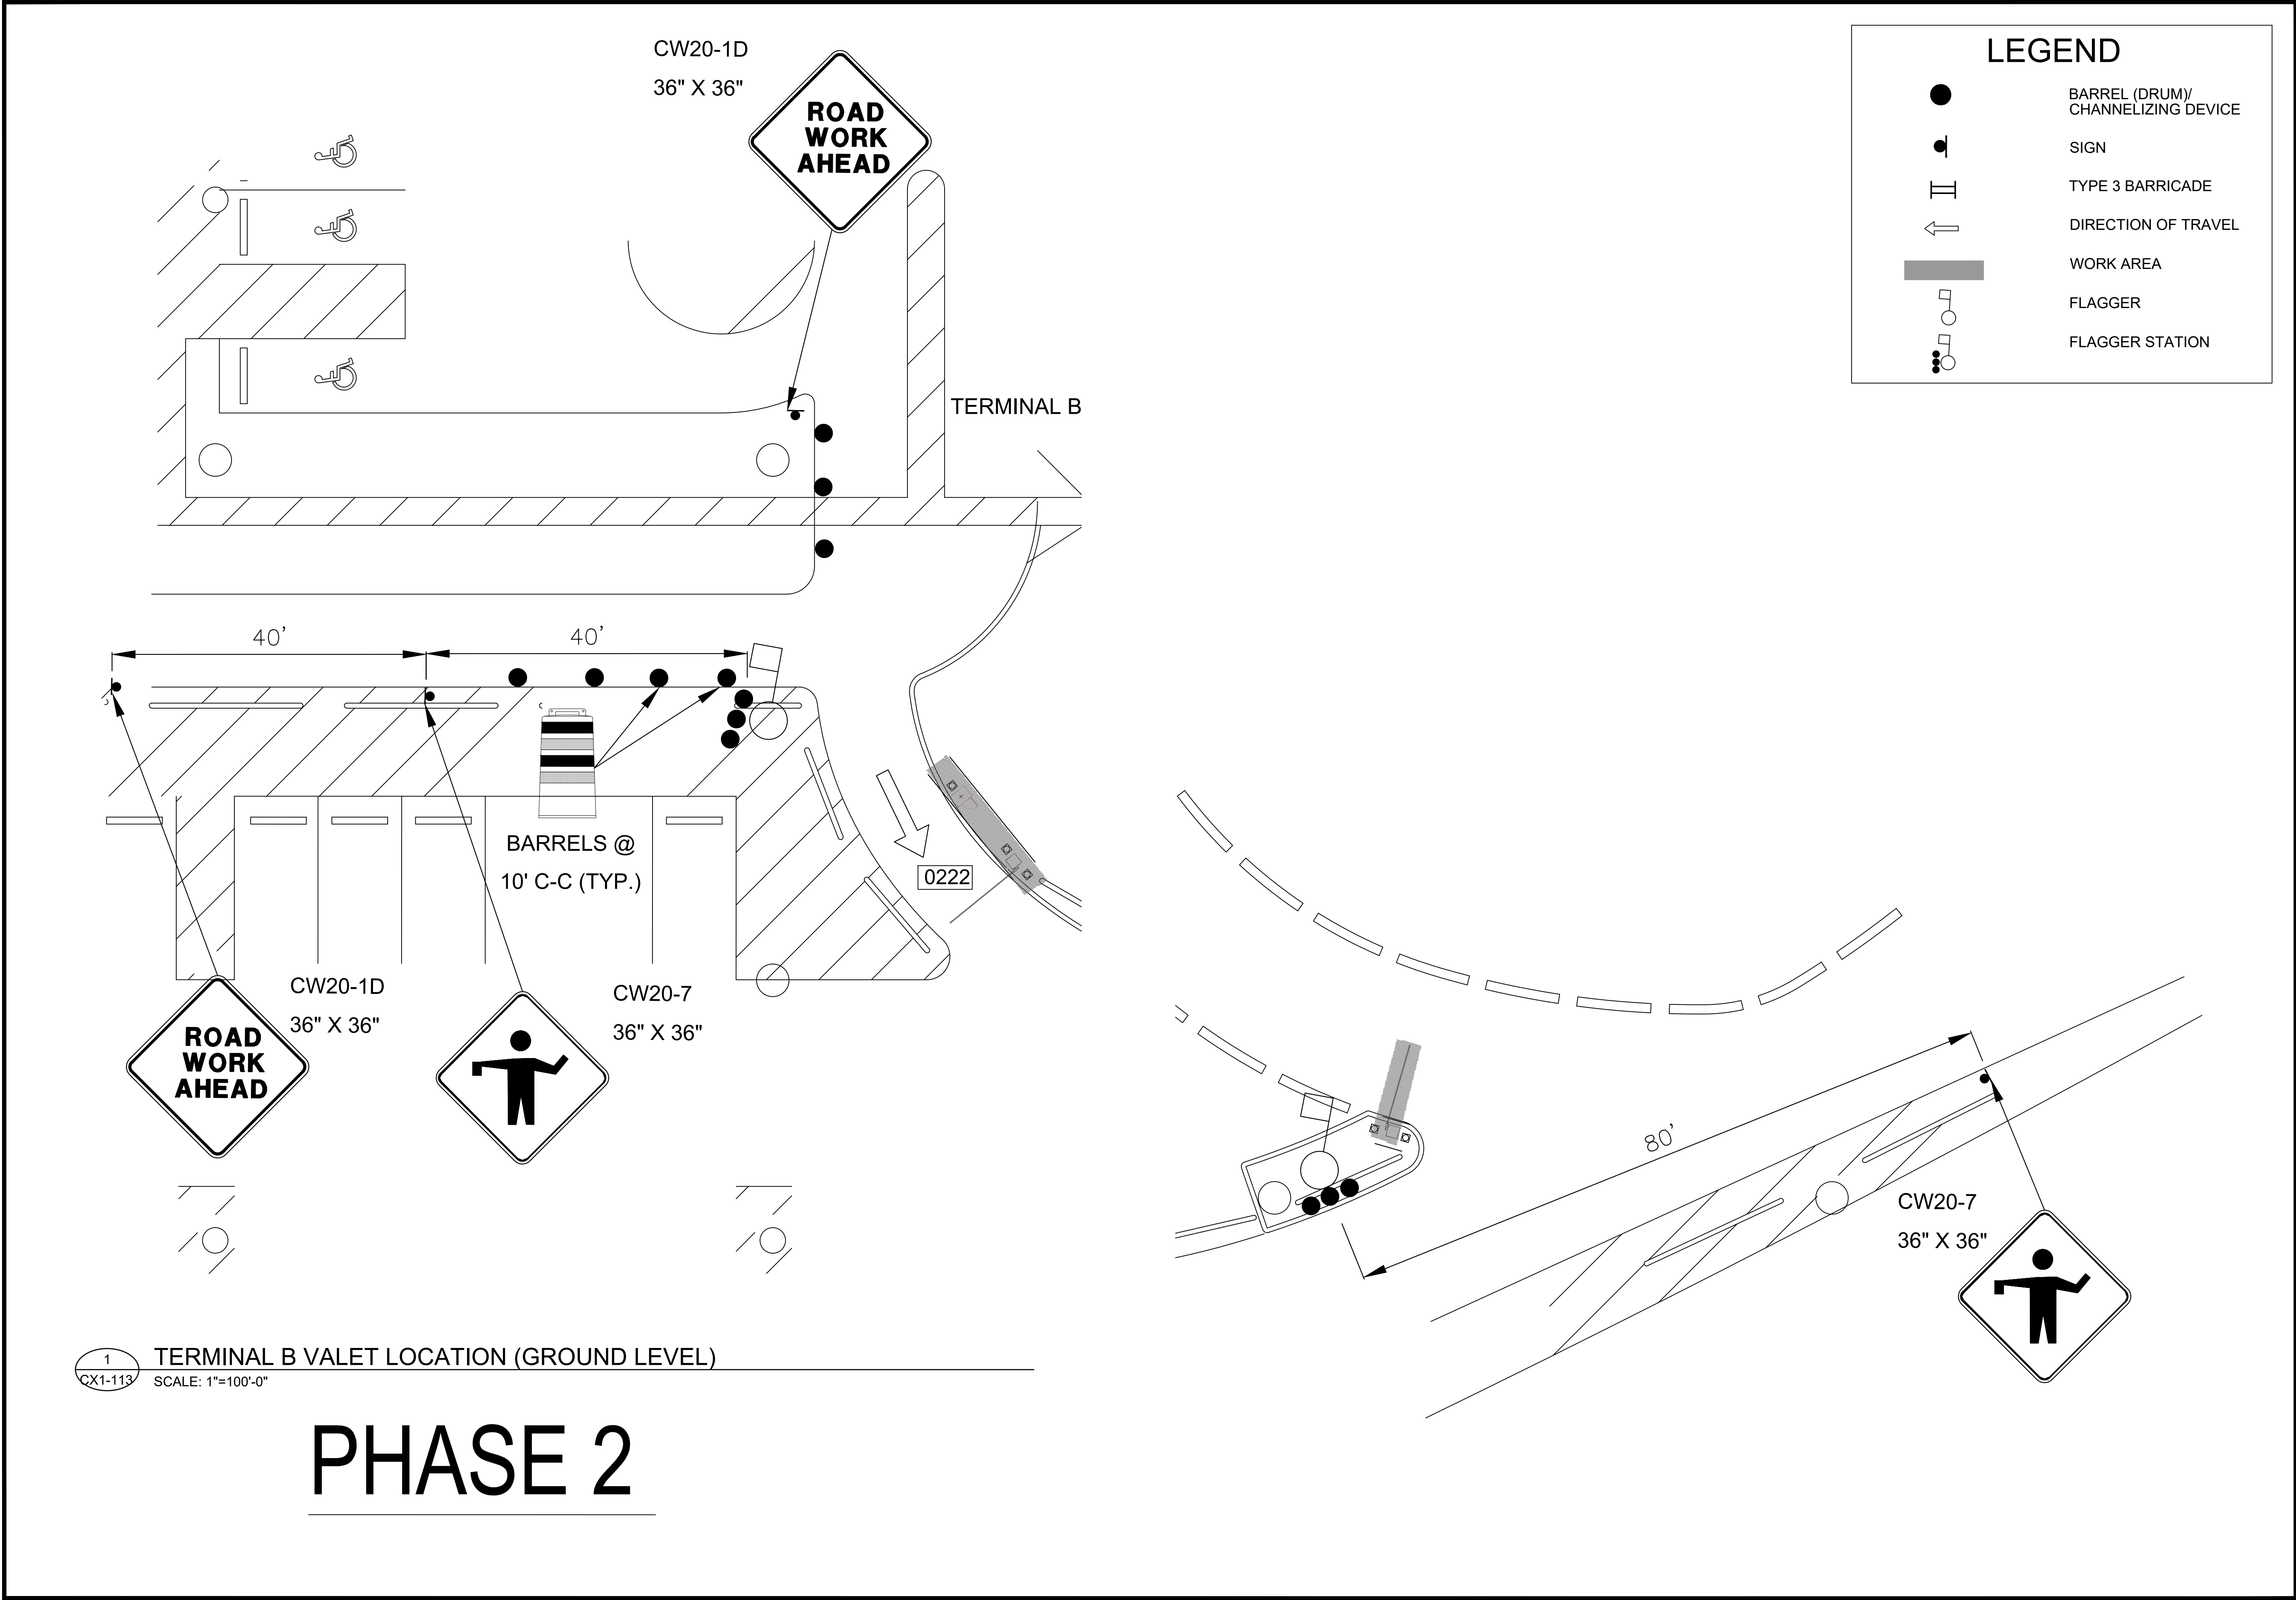 CW20-1D
36" X 36"
ROAD
WORK
AHEAD
LEGEND
BARREL (DRUM)/
CHANNELIZING DEVICE
SIGN
TYPE 3 BARRICADE
DIRECTION OF TRAVEL
WORK AREA
FLAGGER
FLAGGER STATION
TERMINAL B
40'
40'
BARRELS @
10' C-C (TYP.)
0222
CW20-1D
36" X 36"
ROAD
WORK
AHEAD
CW20-7
36" X 36"
80'
CW20-7
36" X 36"
1
CX1-113
TERMINAL B VALET LOCATION (GROUND LEVEL)
SCALE: 1"=100'-0"
PHASE 2